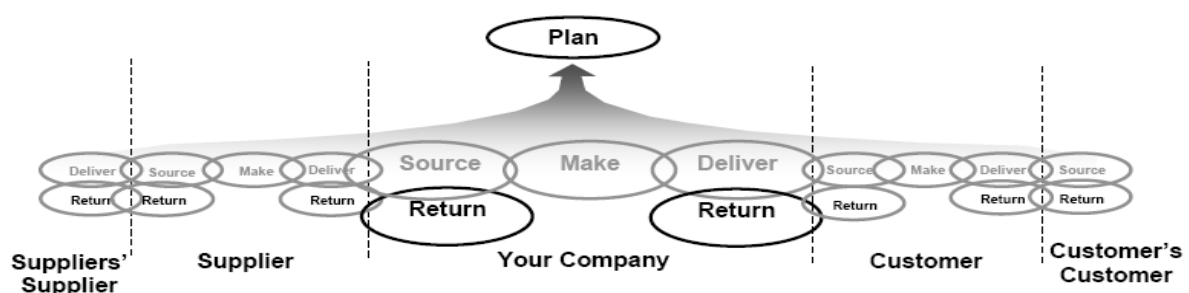 Plan
Deliver Source Make Deliver Source Make Deliver Source Make Deliver Source
Return Return Return Return Return Return Return Return
Suppliers' Supplier Your Company Customer Customer's
Supplier Customer